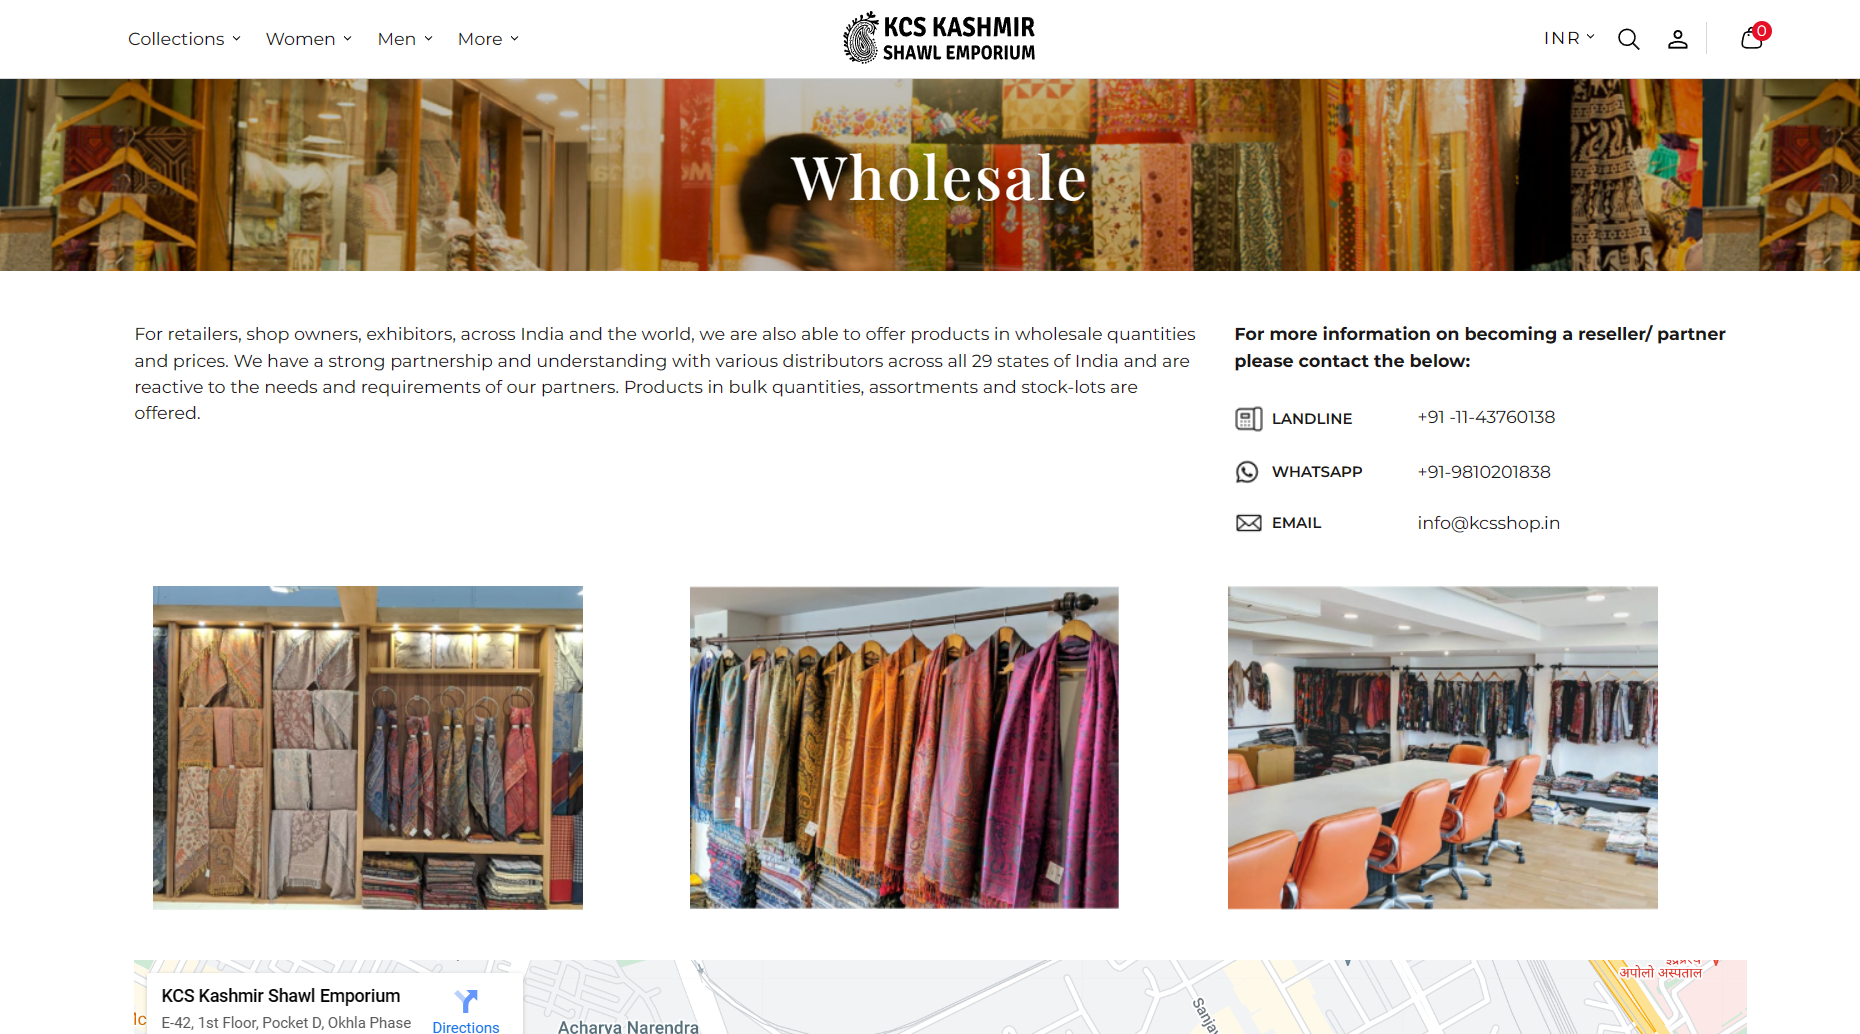 Collections
Women
Men
More
KCS KASHMIR
SHAWL EMPORIUM
INR
0
Wholesale
For retailers, shop owners, exhibitors, across India and the world, we are also able to offer products in wholesale quantities
and prices. We have a strong partnership and understanding with various distributors across all 29 states of India and are
reactive to the needs and requirements of our partners. Products in bulk quantities, assortments and stock-lots are
offered.
For more information on becoming a reseller/ partner
please contact the below:
LANDLINE +91 -11-43760138
WHATSAPP +91-9810201838
EMAIL info@kcsshop.in
KCS Kashmir Shawl Emporium
E-42, 1st Floor, Pocket D, Okhla Phase
Directions
Acharya Narendra
अपोलो अस्पताल